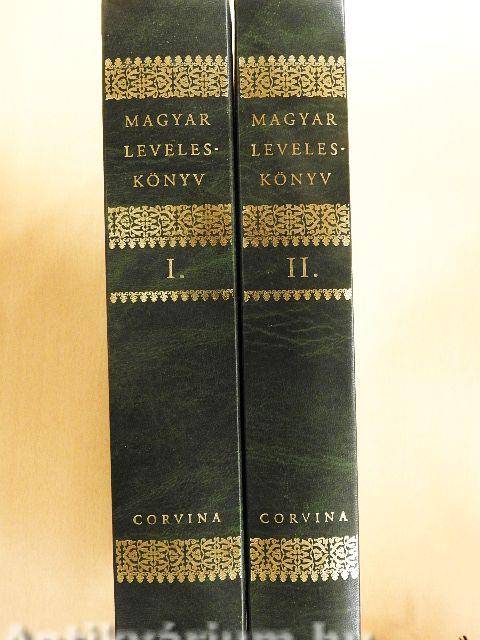 MAGYAR
LEVELES-
KÖNYV
I.
CORVINA
MAGYAR
LEVELES-
KÖNYV
II.
CORVINA